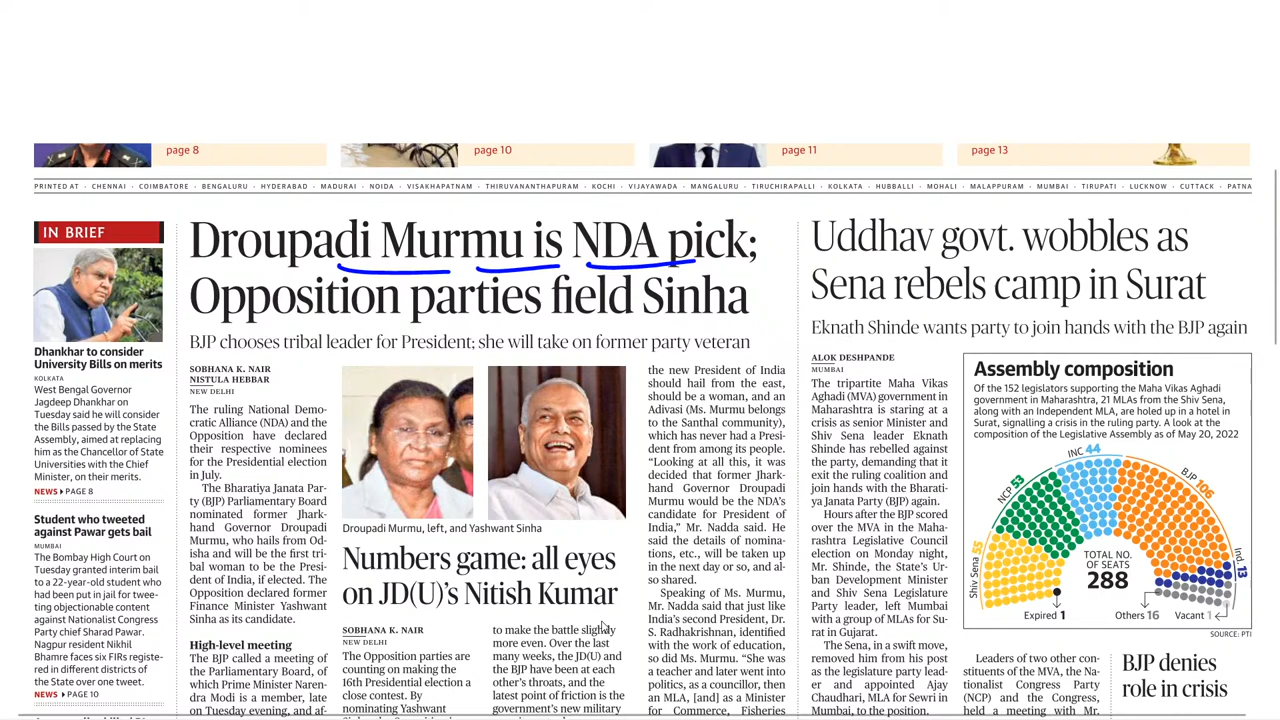 page 8
page 10
page 11
page 13
PRINTED AT · CHENNAI · COIMBATORE · BENGALURU · HYDERABAD · MADURAI · NOIDA · VISAKHAPATNAM · THIRUVANANTHAPURAM · KOCHI · VIJAYAWADA · MANGALURU · TIRUCHIRAPALLI · KOLKATA · HUBBALLI · MOHALI · MALAPPURAM · MUMBAI · TIRUPATI · LUCKNOW · CUTTACK · PATNA
IN BRIEF
Dhankhar to consider
University Bills on merits
KOLKATA
West Bengal Governor
Jagdeep Dhankhar on
Tuesday said he will consider
the Bills passed by the State
Assembly, aimed at replacing
him as the Chancellor of State
Universities with the Chief
Minister, on their merits.
NEWS PAGE 8
Student who tweeted
against Pawar gets bail
MUMBAI
The Bombay High Court on
Tuesday granted interim bail
to a 22-year-old student who
had been put in jail for twee-
ting objectionable content
against Nationalist Congress
Party chief Sharad Pawar.
Nagpur resident Nikhil
Bhamre faces six FIRs registe-
red in different districts of
the State over one tweet.
NEWS PAGE 10
Droupadi Murmu is NDA pick;
Opposition parties field Sinha
BJP chooses tribal leader for President; she will take on former party veteran
SOBHANA K. NAIR
NISTULA HEBBAR
NEW DELHI
The ruling National Demo-
cratic Alliance (NDA) and the
Opposition have declared
their respective nominees
for the Presidential election
in July.
The Bharatiya Janata Par-
ty (BJP) Parliamentary Board
nominated former Jhark-
hand Governor Droupadi
Murmu, who hails from Od-
isha and will be the first tri-
bal woman to be the Presi-
dent of India, if elected. The
Opposition declared former
Finance Minister Yashwant
Sinha as its candidate.
High-level meeting
The BJP called a meeting of
the Parliamentary Board, of
which Prime Minister Naren-
dra Modi is a member, late
on Tuesday evening, and af-
Droupadi Murmu, left, and Yashwant Sinha
Numbers game: all eyes
on JD(U)'s Nitish Kumar
SOBHANA K. NAIR
NEW DELHI
The Opposition parties are
counting on making the
16th Presidential election a
close contest. By
nominating Yashwant
to make the battle slightly
more even. Over the last
many weeks, the JD(U) and
the BJP have been at each
other's throats, and the
latest point of friction is the
government's new military
the new President of India
should hail from the east,
should be a woman, and an
Adivasi (Ms. Murmu belongs
to the Santhal community),
which has never had a Presi-
dent from among its people.
"Looking at all this, it was
decided that former Jhark-
hand Governor Droupadi
Murmu would be the NDA's
candidate for President of
India," Mr. Nadda said. He
said the details of nomina-
tions, etc., will be taken up
in the next day or so, and al-
so shared.
Speaking of Ms. Murmu,
Mr. Nadda said that just like
India's second President, Dr.
S. Radhakrishnan, identified
with the work of education,
so did Ms. Murmu. "She was
a teacher and later went into
politics, as a councilor, then
an MLA, [and] as a Minister
for Commerce, Fisheries
Uddhav govt. wobbles as
Sena rebels camp in Surat
Eknath Shinde wants party to join hands with the BJP again
ALOK DESHPANDE
MUMBAI
The tripartite Maha Vikas
Aghadi (MVA) government in
Maharashtra is staring at a
crisis as senior Minister and
Shiv Sena leader Eknath
Shinde has rebelled against
the party, demanding that it
exit the ruling coalition and
join hands with the Bharati-
ya Janata Party (BJP) again.
Hours after the BJP scored
over the MVA in the Maha-
rashtra Legislative Council
election on Monday night,
Mr. Shinde, the State's Ur-
ban Development Minister
and Shiv Sena Legislature
Party leader, left Mumbai
with a group of MLAs for Su-
rat in Gujarat.
The Sena, in a swift move,
removed him from his post
as the legislature party lead-
er and appointed Ajay
Chaudhari, MLA for Sewri in
Mumbai, to the position.
Assembly composition
Of the 152 legislators supporting the Maha Vikas Aghadi
government in Maharashtra, 21 MLAs from the Shiv Sena,
along with an Independent MLA, are holed up in a hotel in
Surat, signalling a crisis in the ruling party. A look at the
composition of the Legislative Assembly as of May 20, 2022
Shiv Sena 55
NCP 53
INC 44
BJP 106
Ind. 13
TOTAL NO.
OF SEATS
288
Expired 1
Others 16
Vacant 1
SOURCE: PTI
Leaders of two other con-
stituents of the MVA, the Na-
tionalist Congress Party
(NCP) and the Congress,
held a meeting with Mr.
BJP denies
role in crisis